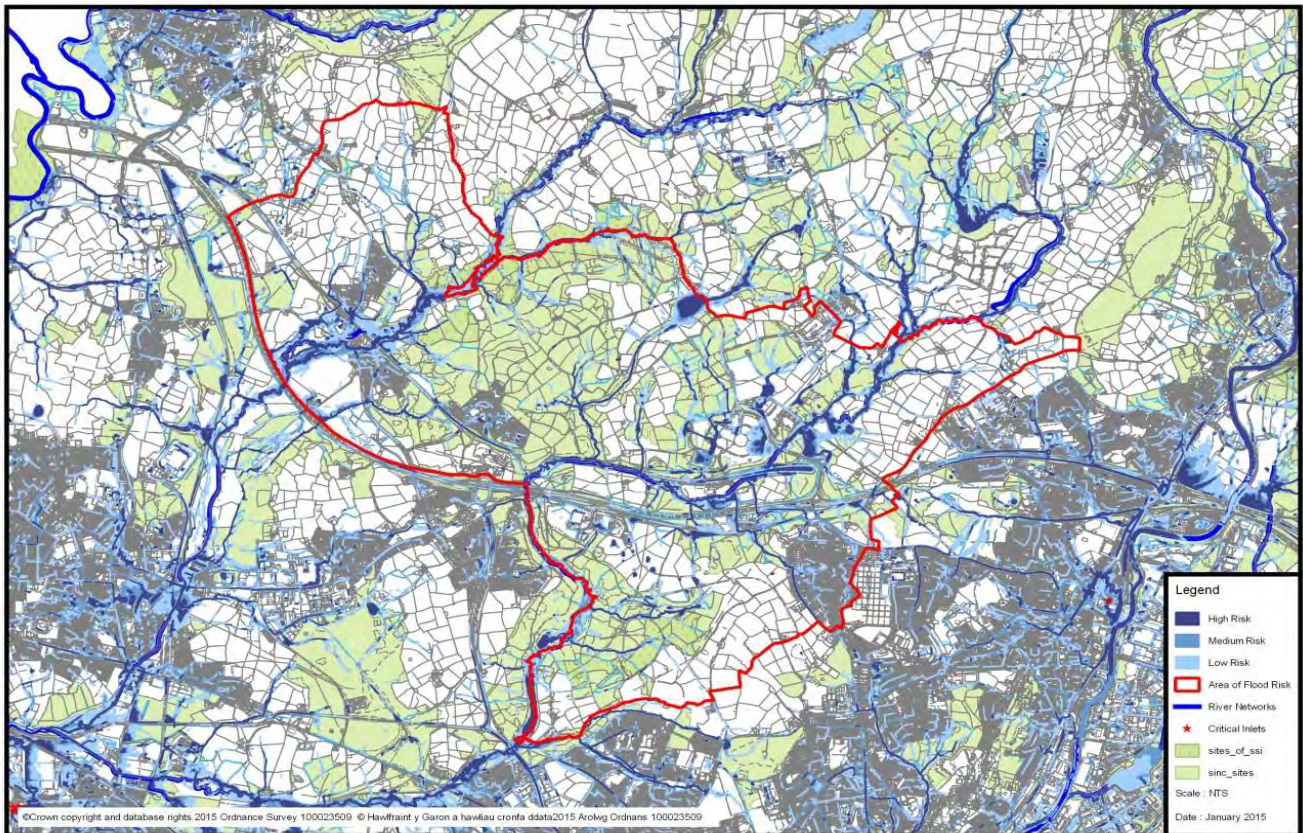 Legend
High Risk
Medium Risk
Low Risk
Area of Flood Risk
River Networks
Critical Inlets
sites_of_ssi
sinc_sites
Scale : NTS
Date : January 2015
©Crown copyright and database rights 2015 Ordnance Survey 100023509 © Hawlfraint y Garon a hawliau cronfa ddata2015 Arolwg Ordnans 100023509